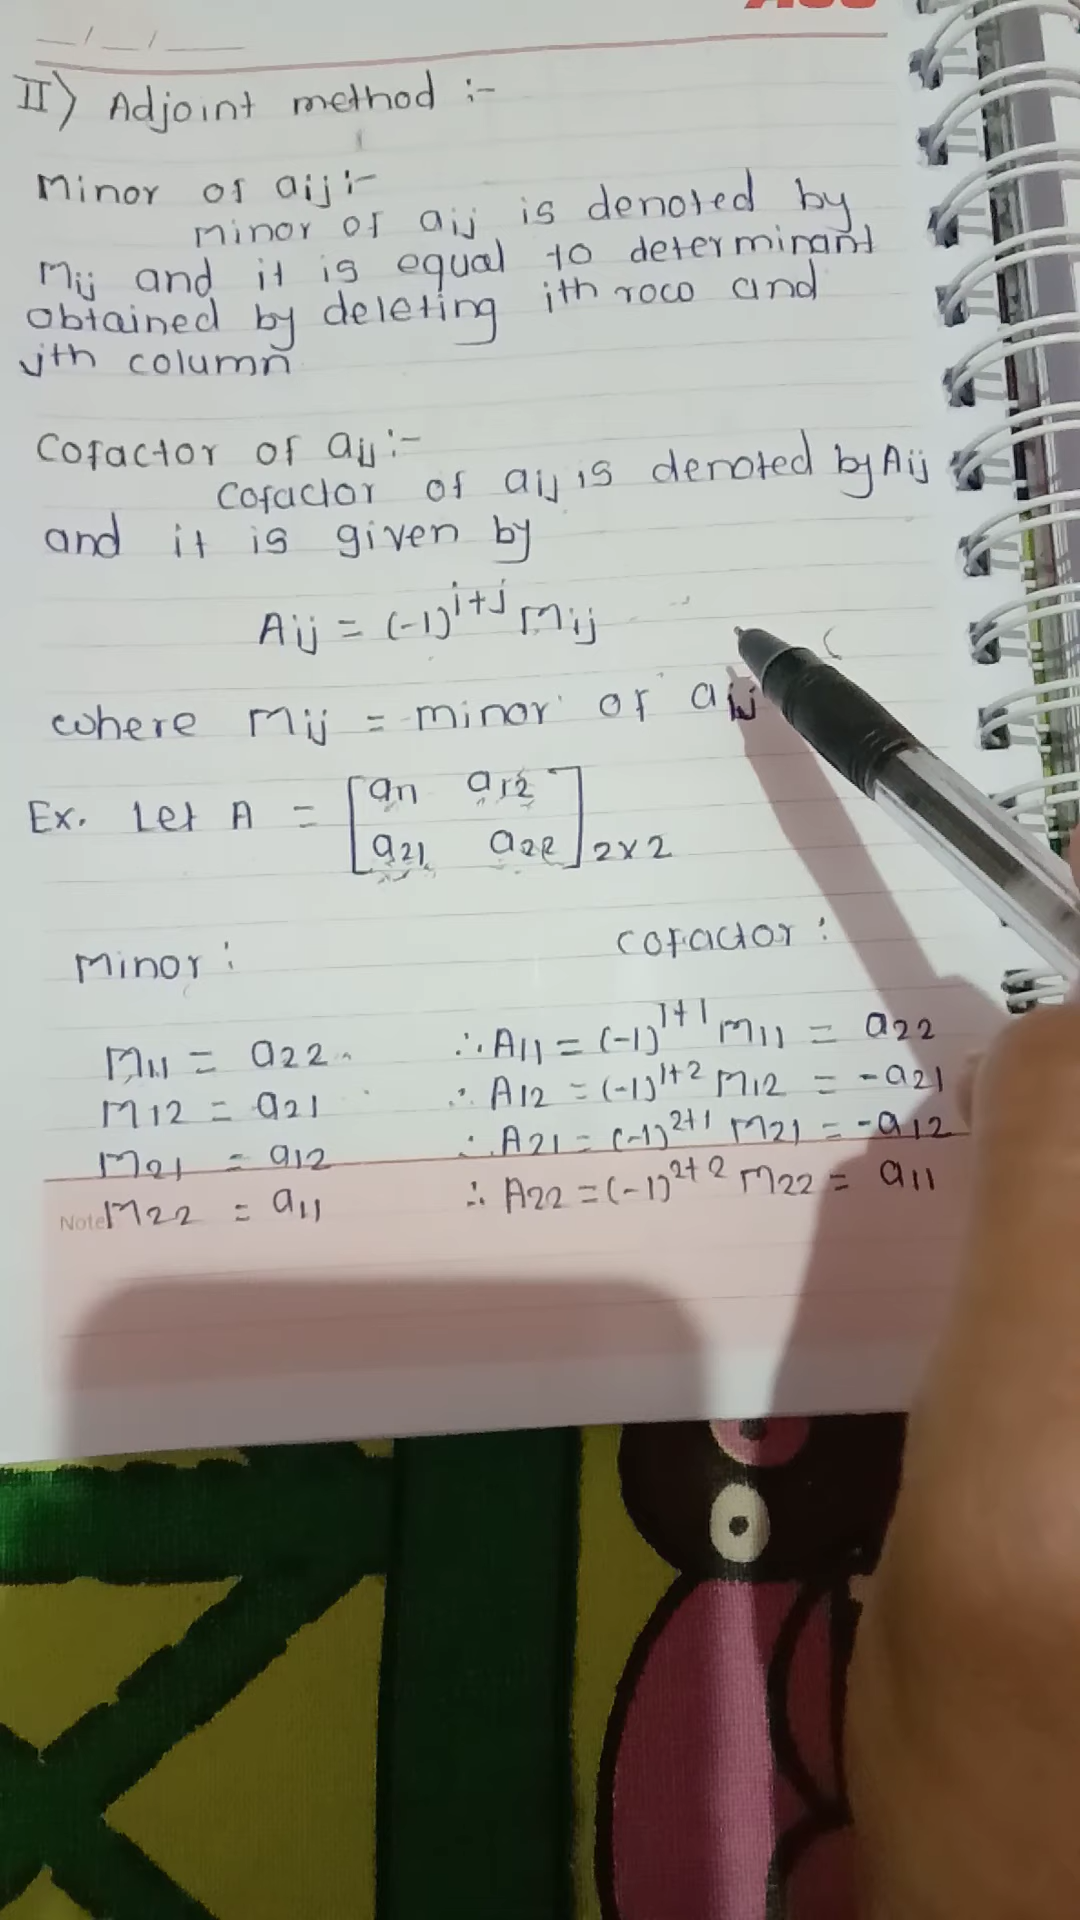 __/__/____
II) Adjoint method :-
Minor of aij :-
Minor of aij is denoted by
Mij and it is equal to determinant
obtained by deleting ith row and
jth column
Cofactor of aij :-
Cofactor of aij is denoted by Aij
and it is given by
Aij = (-1)^i+j Mij
where Mij = minor of aij
Ex. Let A = [a11 a12
a21 a22] 2x2
Minor : Cofactor :
M11 = a22 ∴ A11 = (-1)^1+1 M11 = a22
M12 = a21 ∴ A12 = (-1)^1+2 M12 = -a21
M21 = a12 ∴ A21 = (-1)^2+1 M21 = -a12
Note M22 = a11 ∴ A22 = (-1)^2+2 M22 = a11